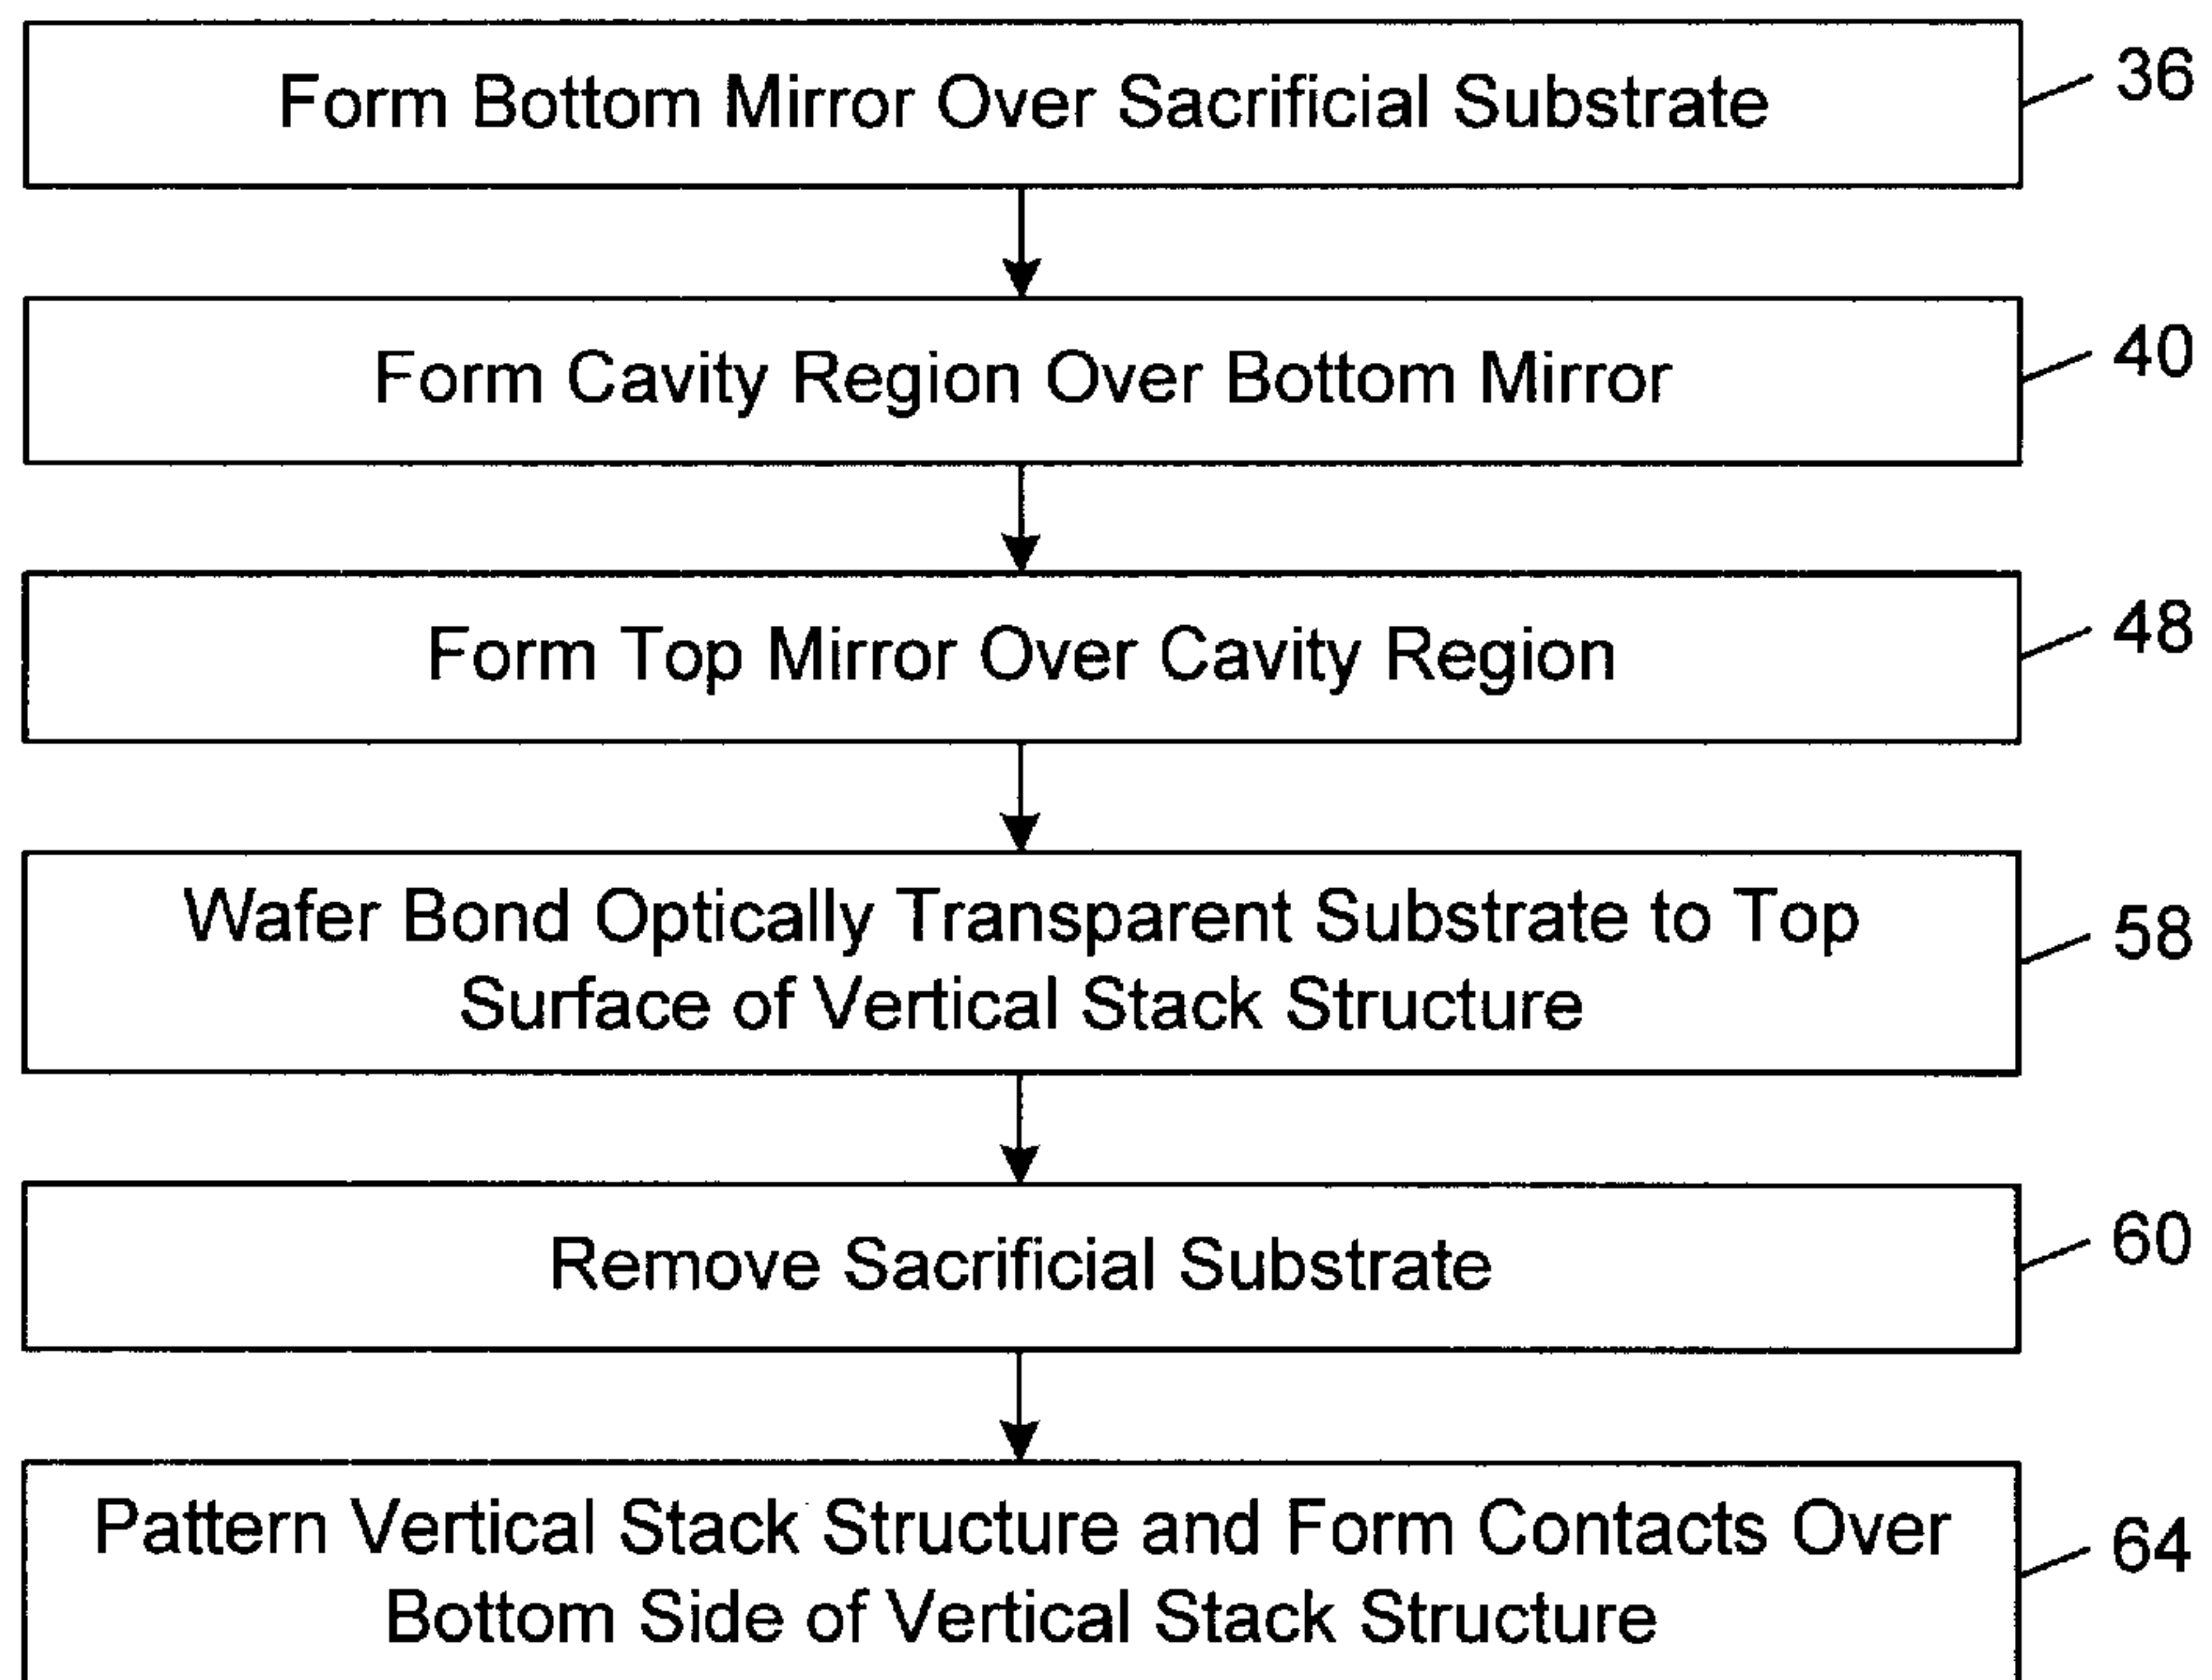 Form Bottom Mirror Over Sacrificial Substrate
36
Form Cavity Region Over Bottom Mirror
40
Form Top Mirror Over Cavity Region
48
Wafer Bond Optically Transparent Substrate to Top
Surface of Vertical Stack Structure
58
Remove Sacrificial Substrate
60
Pattern Vertical Stack Structure and Form Contacts Over
Bottom Side of Vertical Stack Structure
64